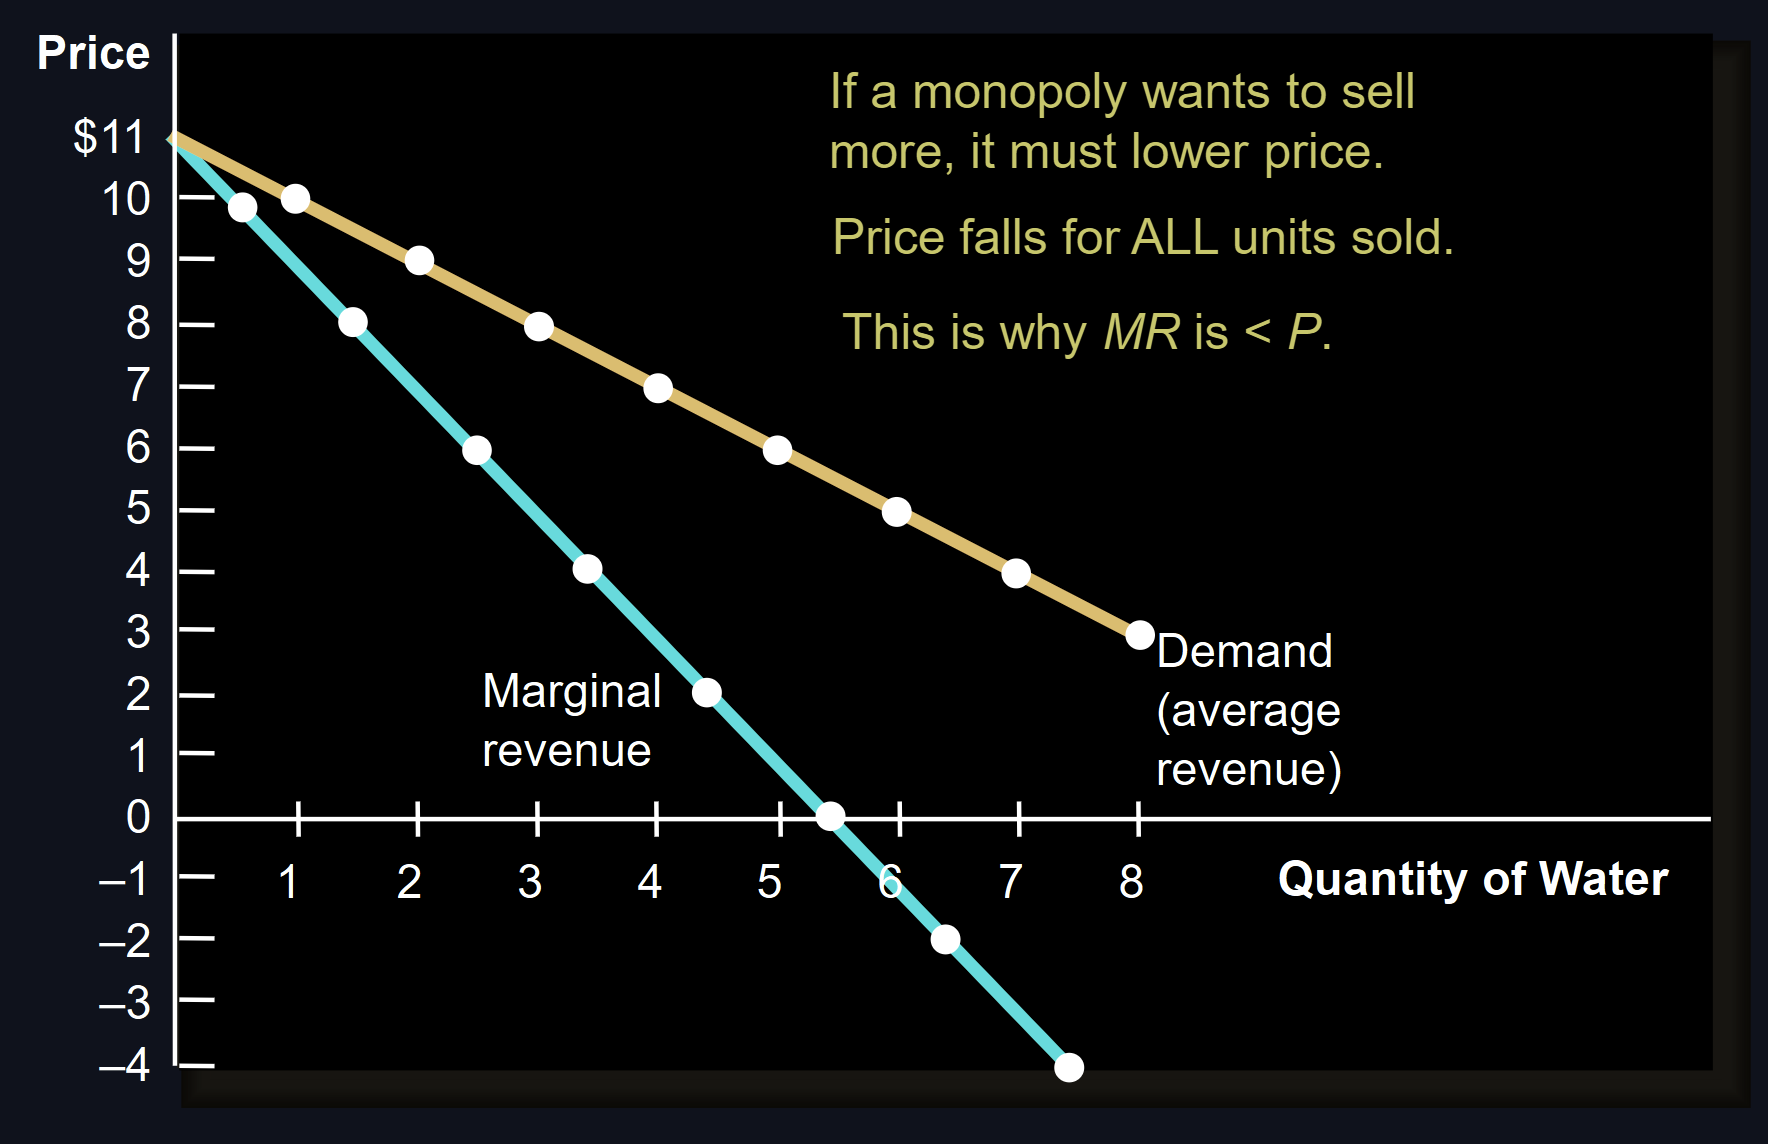 Price
$11
10
9
8
7
6
5
4
3
2
1
0
–1
–2
–3
–4
If a monopoly wants to sell
more, it must lower price.
Price falls for ALL units sold.
This is why MR is < P.
Marginal
revenue
Demand
(average
revenue)
1 2 3 4 5 6 7 8
Quantity of Water